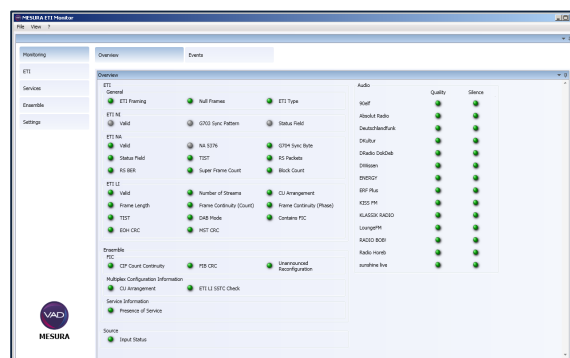 MESURA ETI Monitor
File View ?
Monitoring
ETI
Services
Ensemble
Settings
Overview Events
Overview
ETI
General
ETI Framing Null Frames ETI Type
ETI NI
Valid G703 Sync Pattern Status Field
ETI NA
Valid NA 5376 G704 Sync Byte
Status Field TIST RS Packets
RS BER Super Frame Count Block Count
ETI LI
Valid Number of Streams CU Arrangement
Frame Length Frame Continuity (Count) Frame Continuity (Phase)
TIST DAB Mode Contains FIC
EOH CRC MST CRC
Ensemble
FIC
CIF Count Continuity FIB CRC Unannounced
Reconfiguration
Multiplex Configuration Information
CU Arrangement ETI LI SSTC Check
Service Information
Presence of Service
Source
Input Status
Audio
Quality Silence
90elf
Absolut Radio
Deutschlandfunk
DKultur
DRadio DokDeb
DWissen
ENERGY
ERF Plus
KISS FM
KLASSIK RADIO
LoungeFM
RADIO BOB!
Radio Horeb
sunshine live
VAD
MESURA